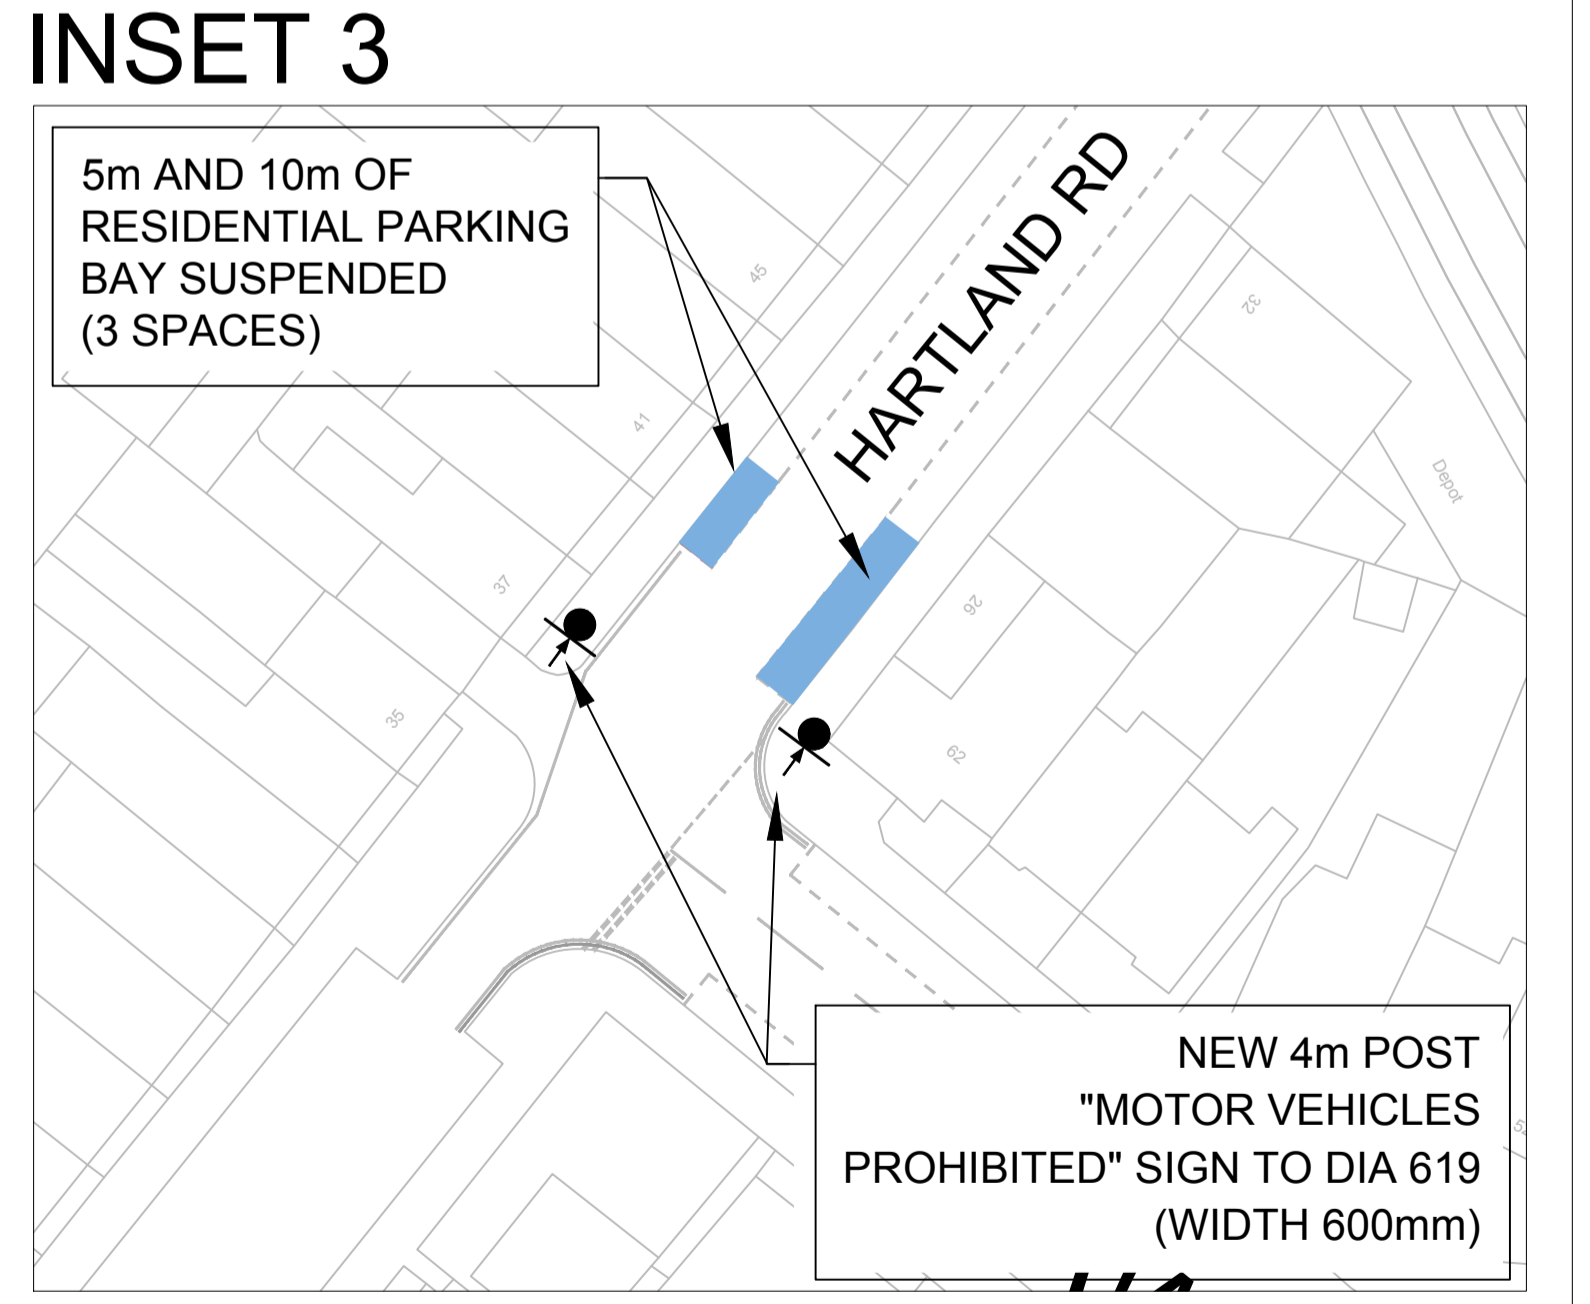 INSET 3
5m AND 10m OF
RESIDENTIAL PARKING
BAY SUSPENDED
(3 SPACES)
HARTLAND RD
45
41
37
35
32
26
62
Depot
NEW 4m POST
"MOTOR VEHICLES
PROHIBITED" SIGN TO DIA 619
(WIDTH 600mm)